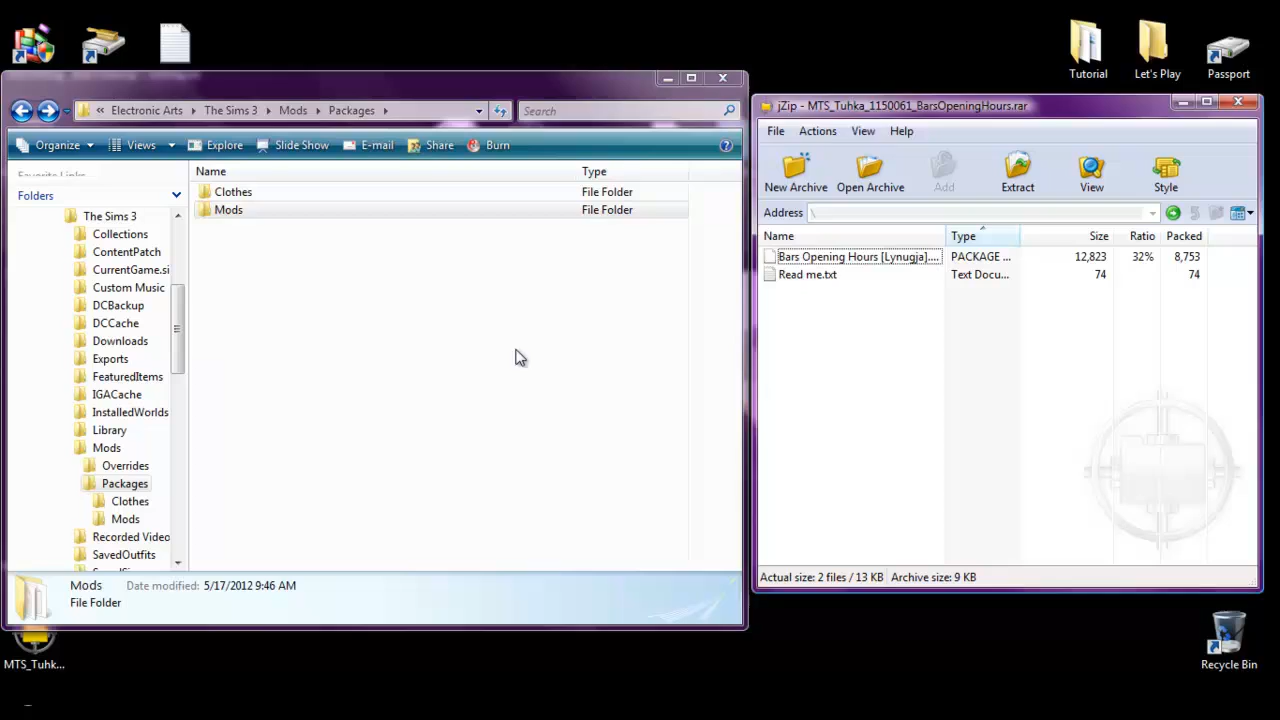 Tutorial
Let's Play
Passport
« Electronic Arts The Sims 3 Mods Packages
Search
Organize Views Explore Slide Show E-mail Share Burn
Favorite Links
Folders
The Sims 3
Collections
ContentPatch
CurrentGame.si
Custom Music
DCBackup
DCCache
Downloads
Exports
FeaturedItems
IGACache
InstalledWorlds
Library
Mods
Overrides
Packages
Clothes
Mods
Recorded Video
SavedOutfits
Name Type
Clothes File Folder
Mods File Folder
Mods Date modified: 5/17/2012 9:46 AM
File Folder
jZip - MTS_Tuhka_1150061_BarsOpeningHours.rar
File Actions View Help
New Archive Open Archive Add Extract View Style
Address \
Name Type Size Ratio Packed
Bars Opening Hours [Lynugja].... PACKAGE ... 12,823 32% 8,753
Read me.txt Text Docu... 74 74
Actual size: 2 files / 13 KB Archive size: 9 KB
MTS_Tuhk...
Recycle Bin